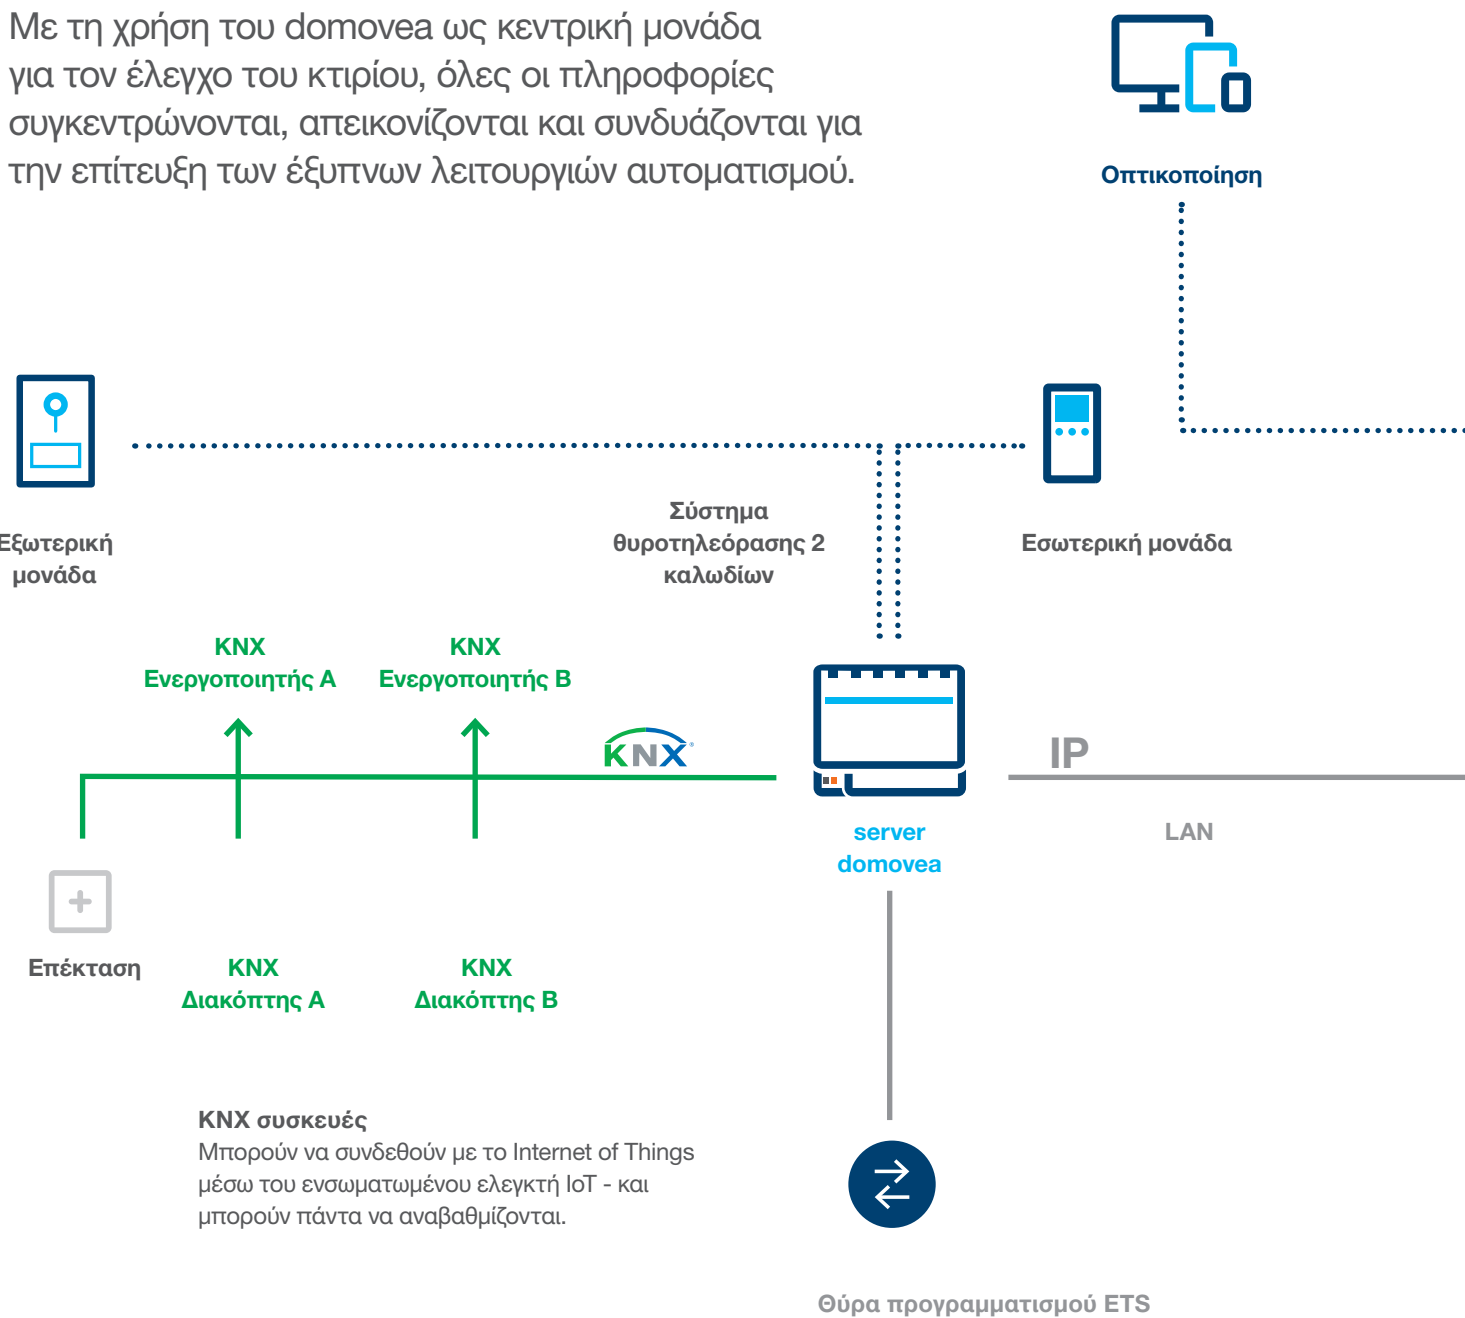 Με τη χρήση του domovea ως κεντρική μονάδα
για τον έλεγχο του κτιρίου, όλες οι πληροφορίες
συγκεντρώνονται, απεικονίζονται και συνδυάζονται για
την επίτευξη των έξυπνων λειτουργιών αυτοματισμού.
Οπτικοποίηση
Εξωτερική
μονάδα
Σύστημα
θυροτηλεόρασης 2
καλωδίων
Εσωτερική μονάδα
KNX
Ενεργοποιητής A
KNX
Ενεργοποιητής B
KNX®
IP
LAN
server
domovea
Επέκταση
KNX
Διακόπτης A
KNX
Διακόπτης B
KNX συσκευές
Μπορούν να συνδεθούν με το Internet of Things
μέσω του ενσωματωμένου ελεγκτή IoT - και
μπορούν πάντα να αναβαθμίζονται.
Θύρα προγραμματισμού ETS